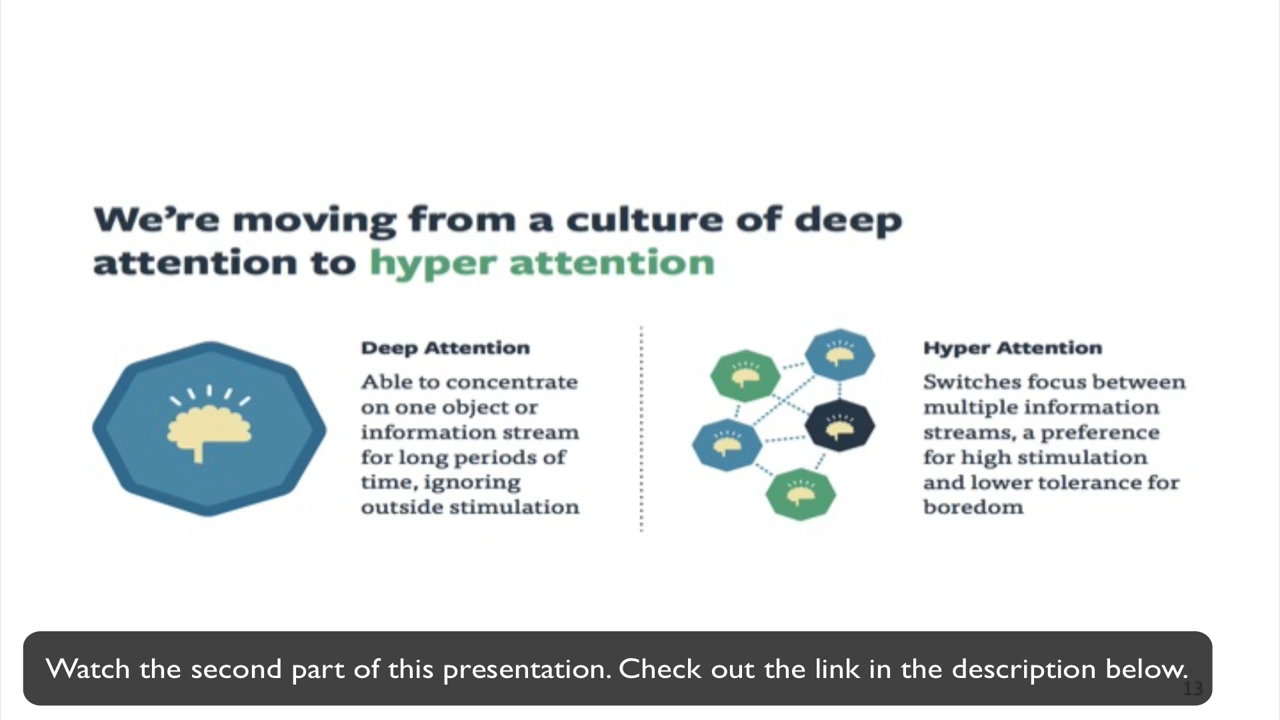 We're moving from a culture of deep
attention to hyper attention
Deep Attention
Able to concentrate
on one object or
information stream
for long periods of
time, ignoring
outside stimulation
Hyper Attention
Switches focus between
multiple information
streams, a preference
for high stimulation
and lower tolerance for
boredom
Watch the second part of this presentation. Check out the link in the description below.
13